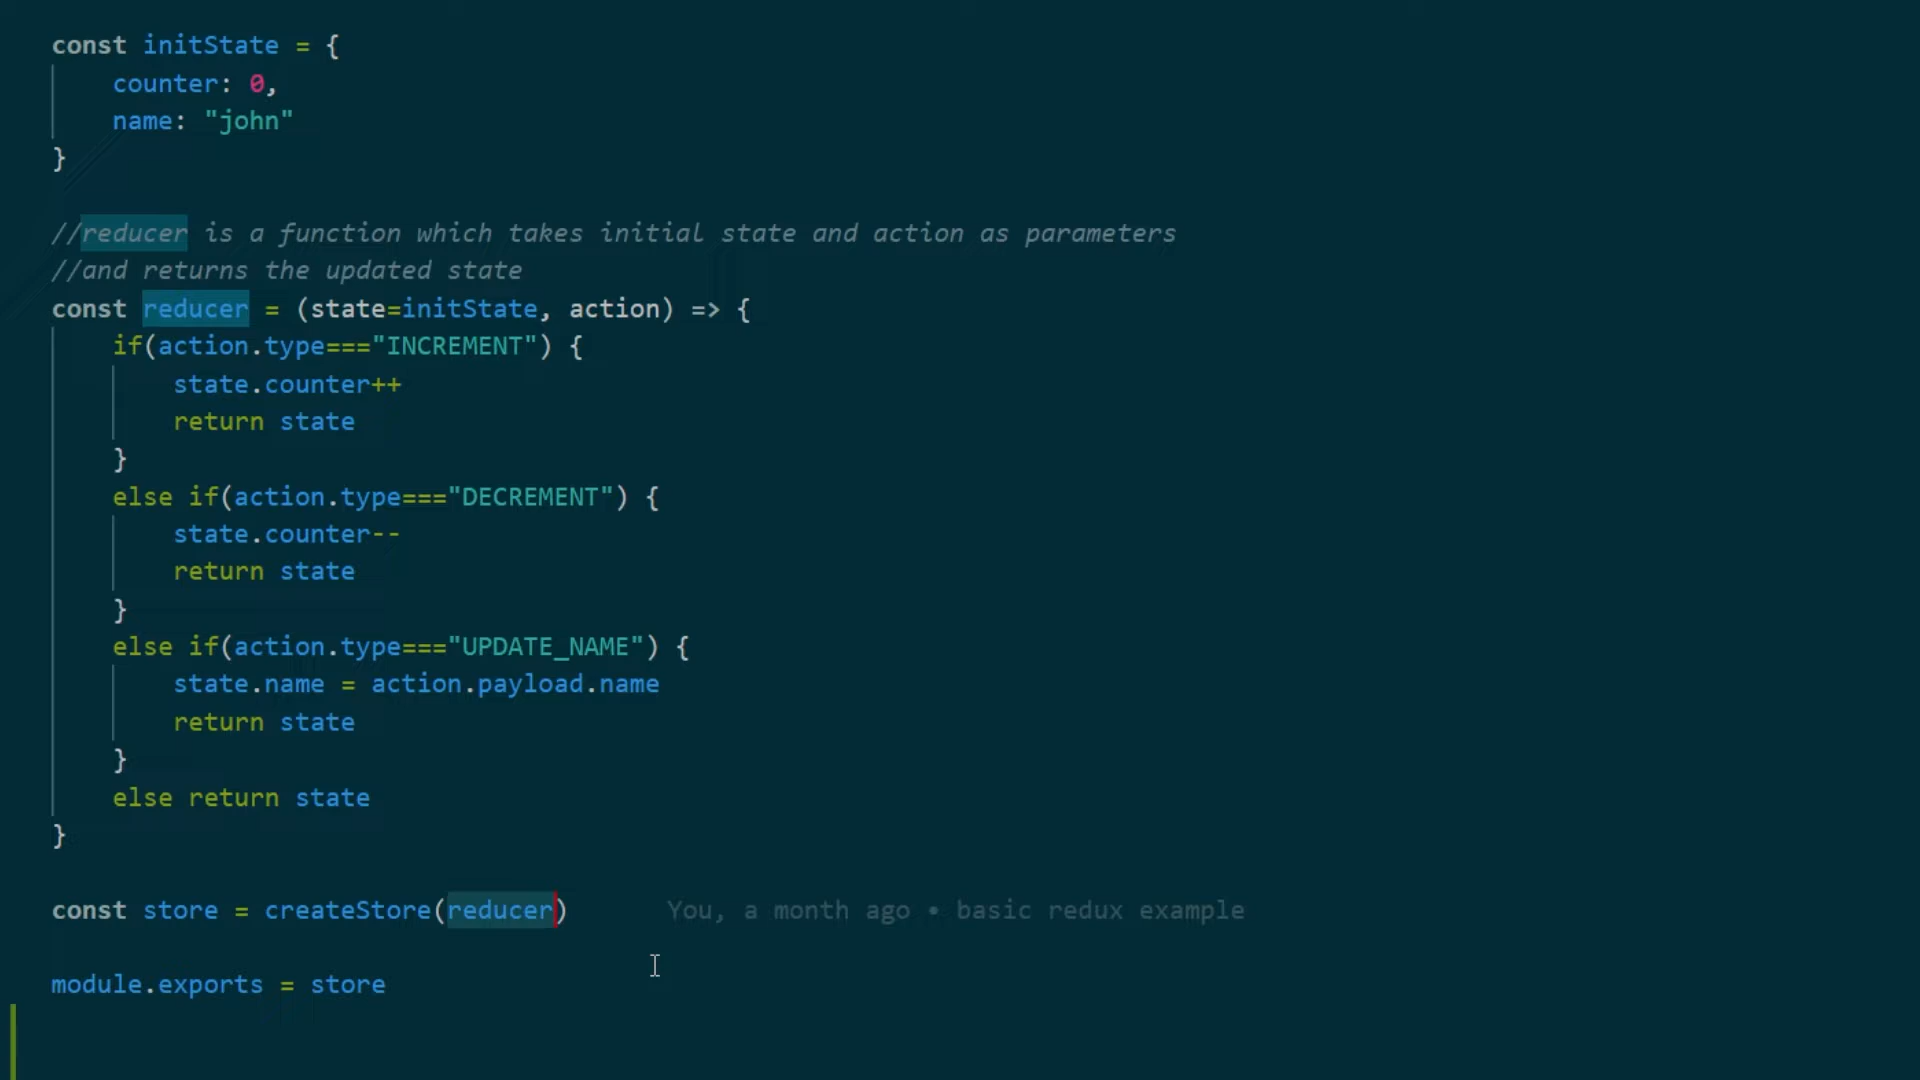 const initState = {
    counter: 0,
    name: "john"
}
//reducer is a function which takes initial state and action as parameters
//and returns the updated state
const reducer = (state=initState, action) => {
    if(action.type==="INCREMENT") {
        state.counter++
        return state
    }
    else if(action.type==="DECREMENT") {
        state.counter--
        return state
    }
    else if(action.type==="UPDATE_NAME") {
        state.name = action.payload.name
        return state
    }
    else return state
}
const store = createStore(reducer)    You, a month ago • basic redux example
module.exports = store